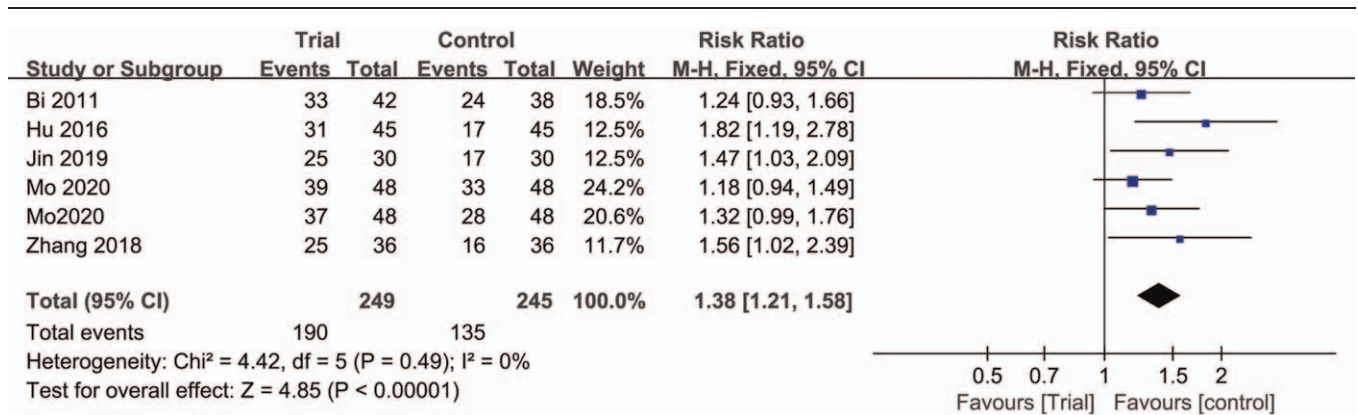 Trial Control Risk Ratio Risk Ratio
Study or Subgroup Events Total Events Total Weight M-H, Fixed, 95% CI M-H, Fixed, 95% CI
Bi 2011 33 42 24 38 18.5% 1.24 [0.93, 1.66]
Hu 2016 31 45 17 45 12.5% 1.82 [1.19, 2.78]
Jin 2019 25 30 17 30 12.5% 1.47 [1.03, 2.09]
Mo 2020 39 48 33 48 24.2% 1.18 [0.94, 1.49]
Mo2020 37 48 28 48 20.6% 1.32 [0.99, 1.76]
Zhang 2018 25 36 16 36 11.7% 1.56 [1.02, 2.39]
Total (95% CI) 249 245 100.0% 1.38 [1.21, 1.58]
Total events 190 135
Heterogeneity: Chi² = 4.42, df = 5 (P = 0.49); I² = 0%
Test for overall effect: Z = 4.85 (P < 0.00001)
0.5 0.7 1 1.5 2
Favours [Trial] Favours [control]